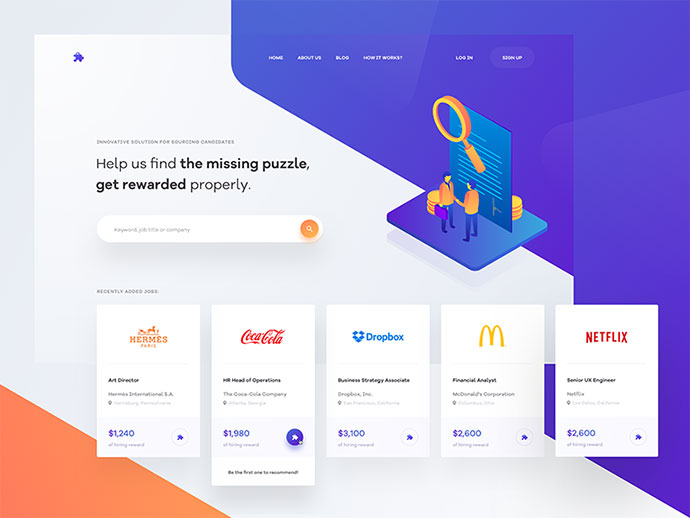 HOME ABOUT US BLOG HOW IT WORKS? LOG IN SIGN UP
INNOVATIVE SOLUTION FOR SOURCING CANDIDATES
Help us find the missing puzzle,
get rewarded properly.
Keyword, job title or company
RECENTLY ADDED JOBS:
HERMÈS
PARIS
Art Director
Hermès International S.A.
Harrisburg, Pennsylvania
$1,240
of hiring reward
Coca-Cola
HR Head of Operations
The Coca-Cola Company
Atlanta, Georgia
$1,980
of hiring reward
Be the first to recommend!
Dropbox
Business Strategy Associate
Dropbox, Inc.
San Francisco, California
$3,100
of hiring reward
Financial Analyst
McDonald's Corporation
Columbus, Ohio
$2,600
of hiring reward
NETFLIX
Senior UX Engineer
Netflix
Los Gatos, California
$2,600
of hiring reward